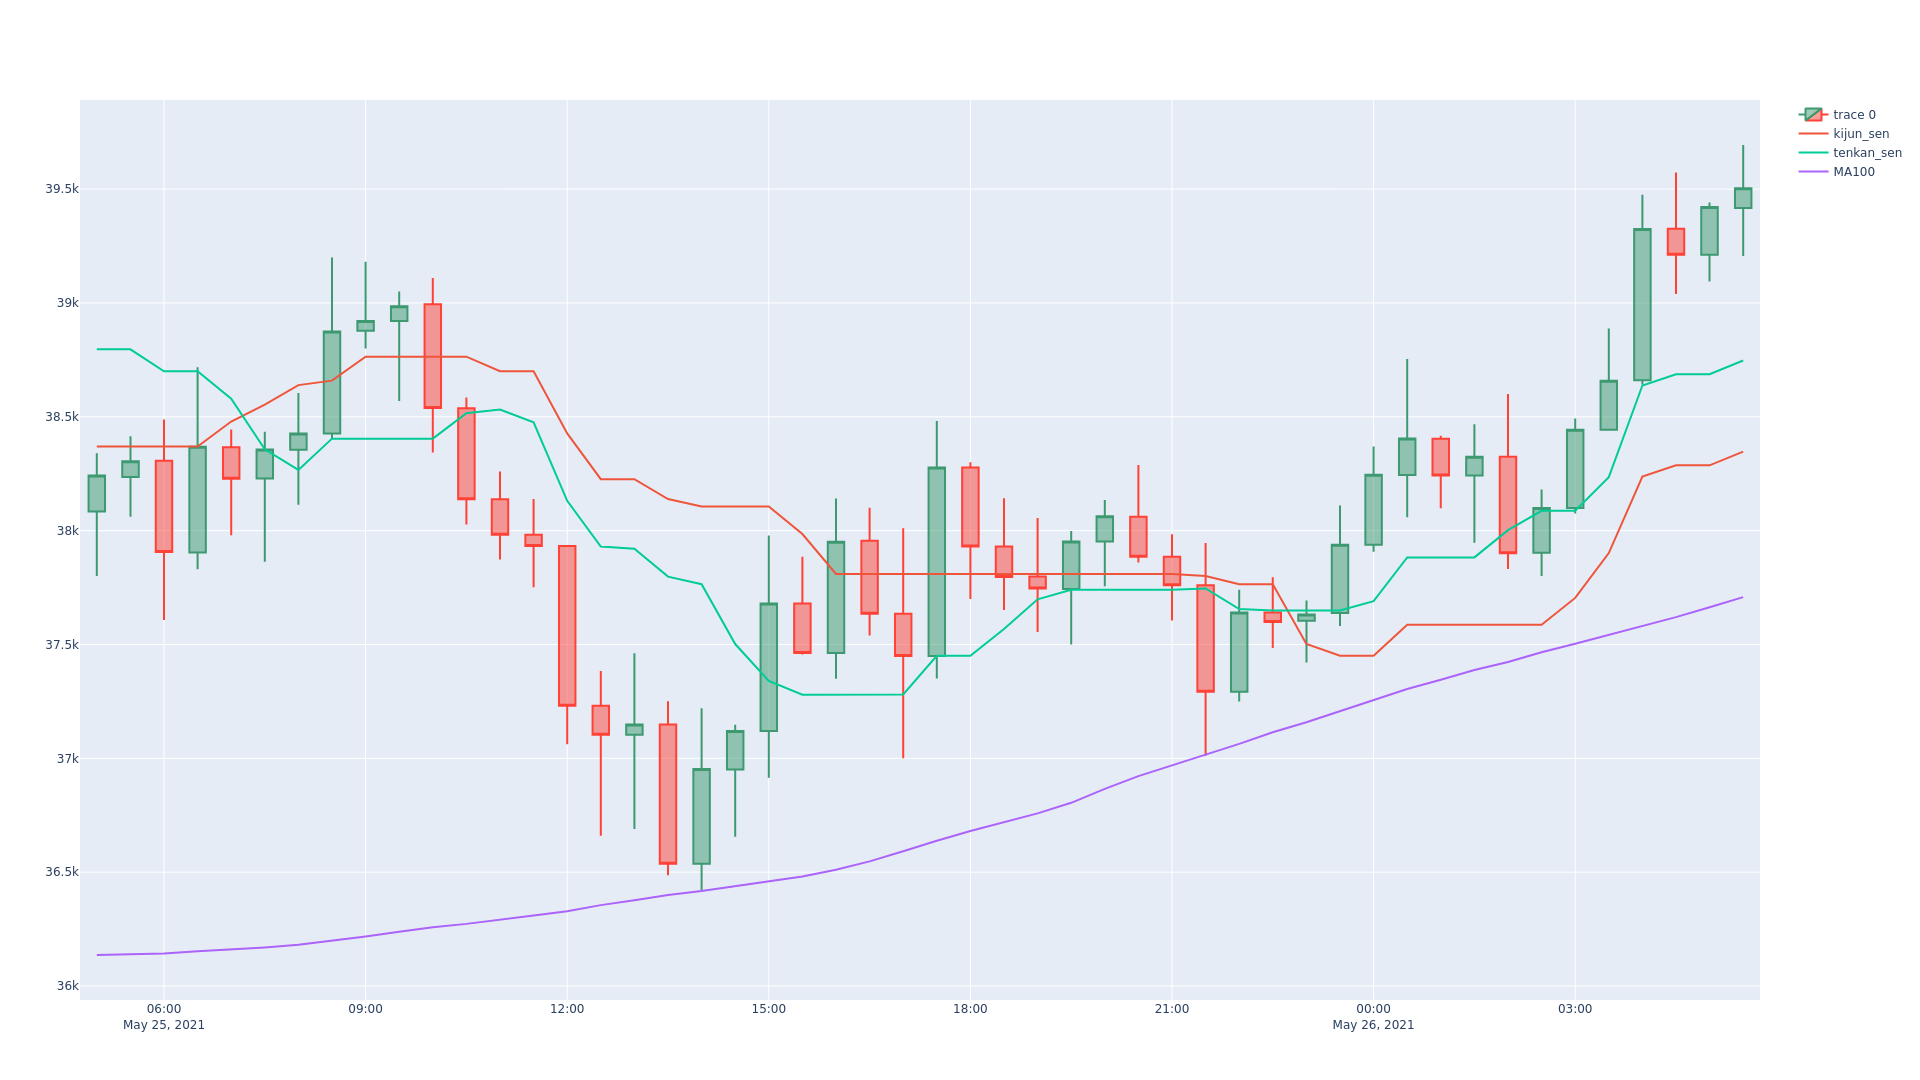 trace 0
kijun_sen
tenkan_sen
MA100
39.5k
39k
38.5k
38k
37.5k
37k
36.5k
36k
06:00 09:00 12:00 15:00 18:00 21:00 00:00 03:00
May 25, 2021 May 26, 2021